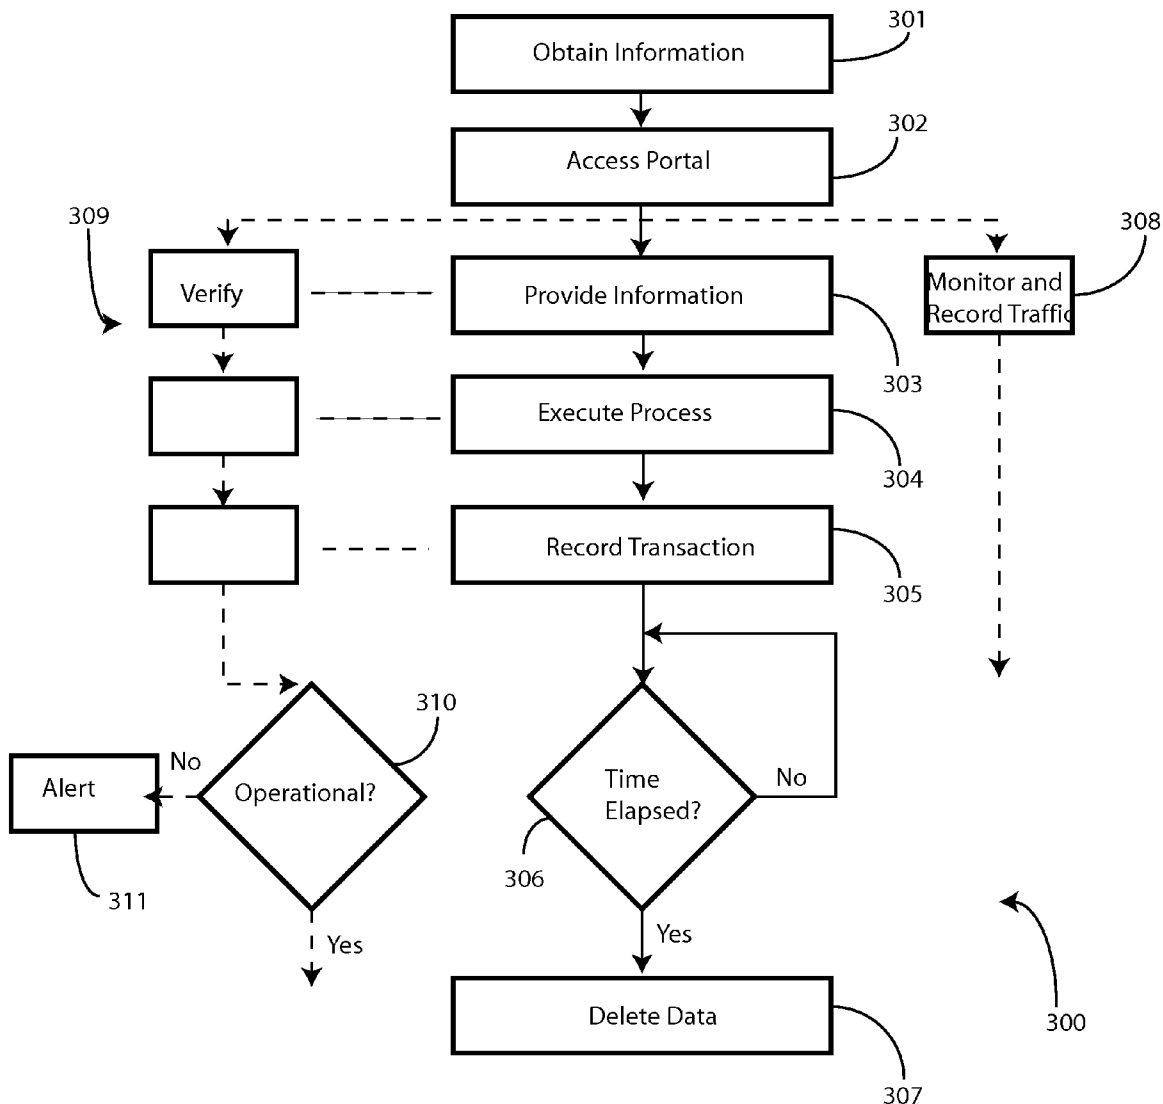 301
Obtain Information
302
Access Portal
309
308
Verify
Provide Information
Monitor and
Record Traffic
303
Execute Process
304
Record Transaction
305
310
No
Alert
Operational?
Time
Elapsed?
No
306
311
Yes
Yes
300
Delete Data
307